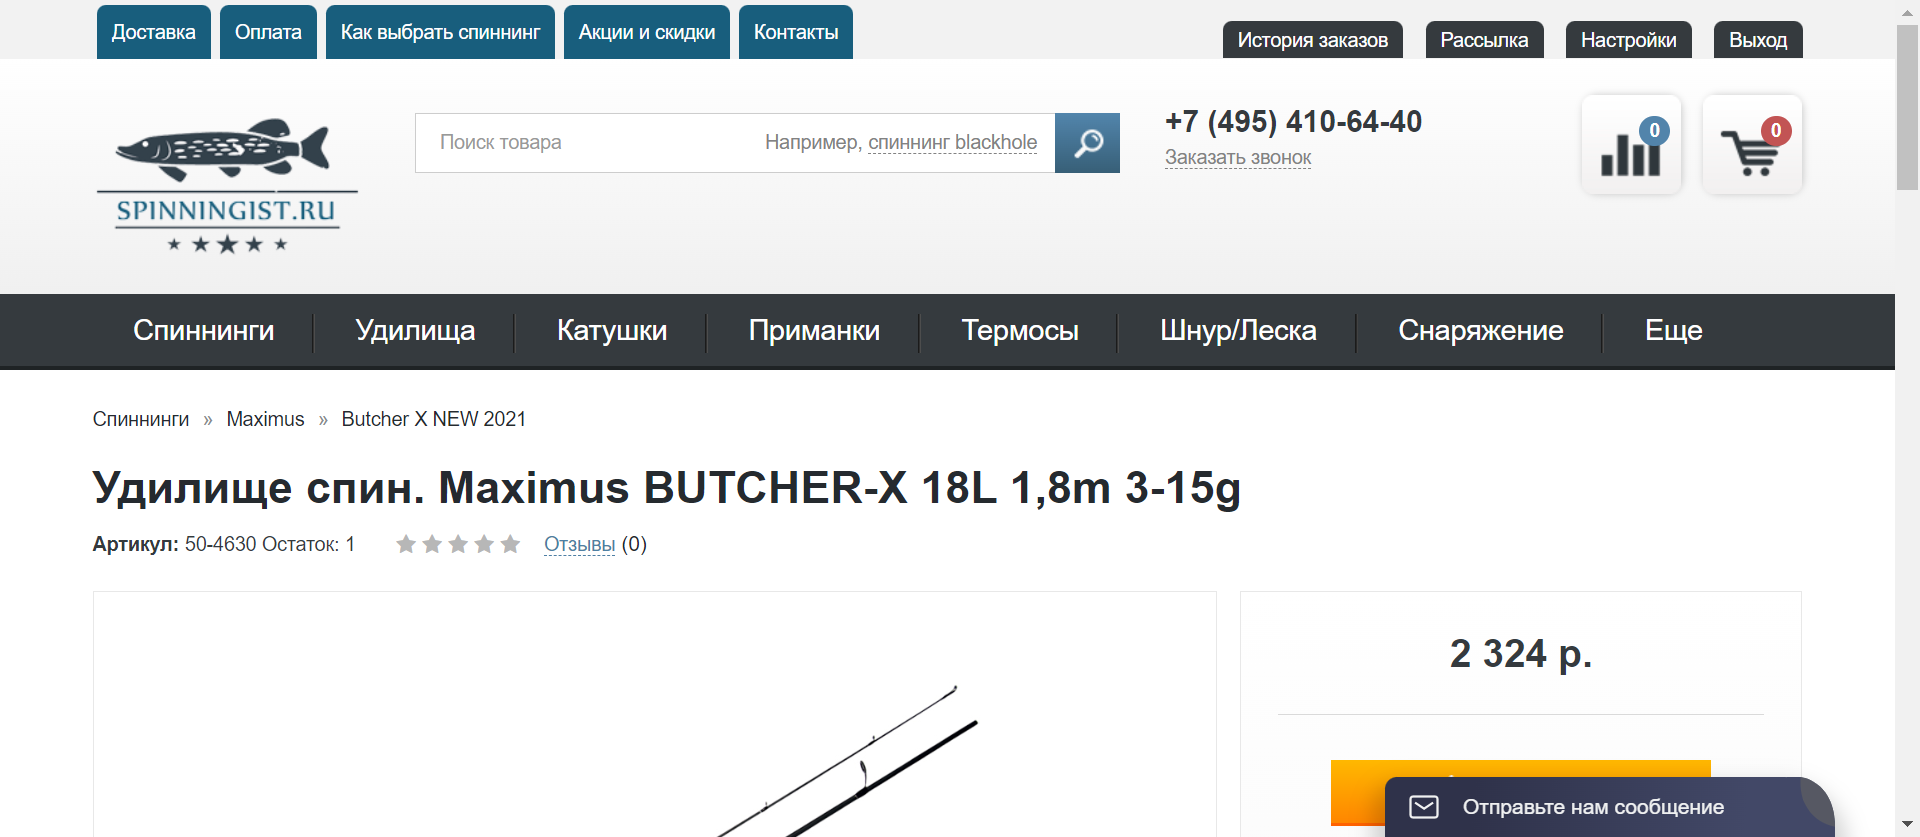 Доставка Оплата Как выбрать спиннинг Акции и скидки Контакты
История заказов Рассылка Настройки Выход
SPINNINGIST.RU
Поиск товара Например, спиннинг blackhole
+7 (495) 410-64-40
Заказать звонок
0 0
Спиннинги Удилища Катушки Приманки Термосы Шнур/Леска Снаряжение Еще
Спиннинги » Maximus » Butcher X NEW 2021
Удилище спин. Maximus BUTCHER-X 18L 1,8m 3-15g
Артикул: 50-4630 Остаток: 1 Отзывы (0)
2 324 р.
Отправьте нам сообщение